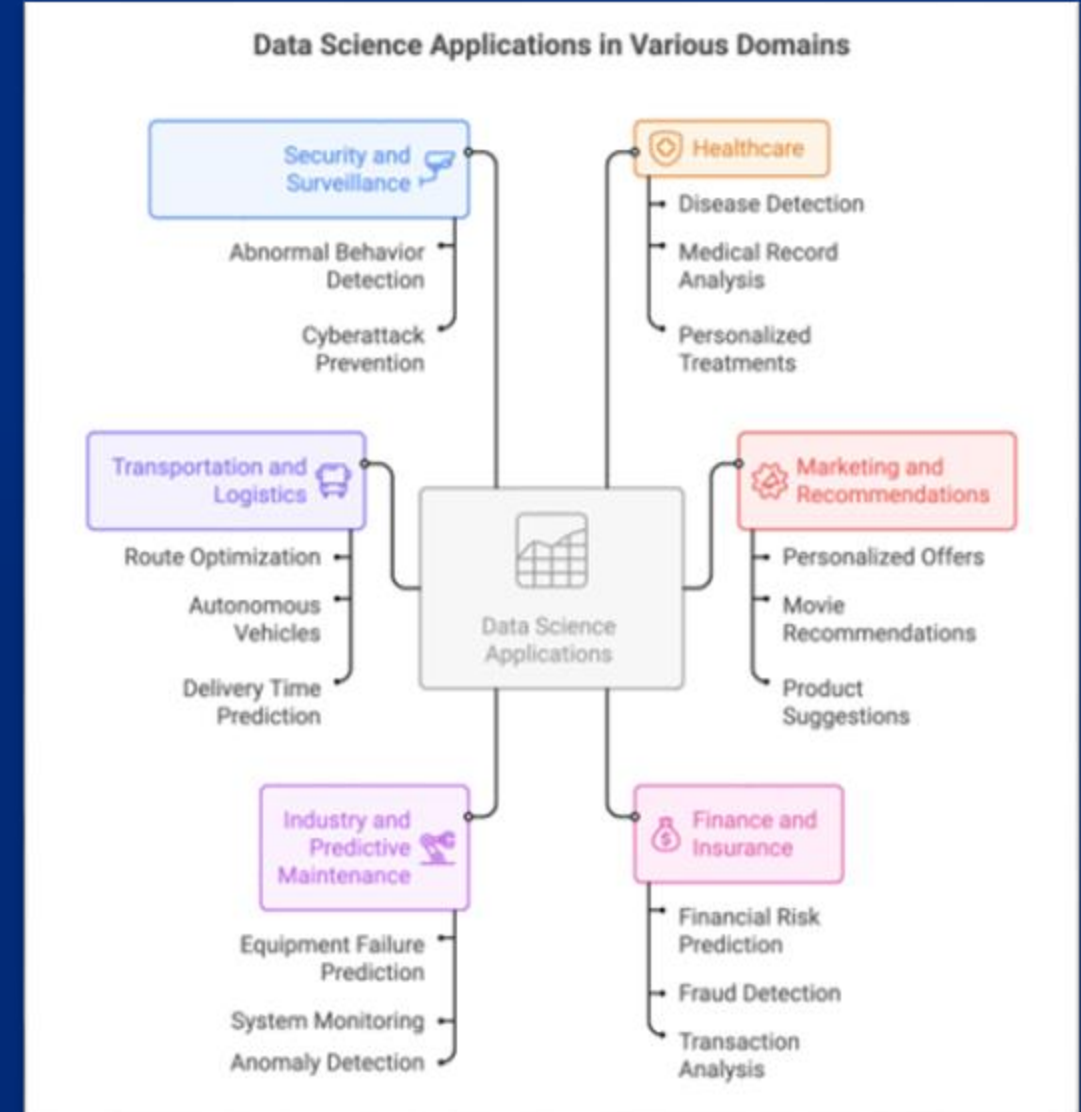 Data Science Applications in Various Domains
Security and
Surveillance
Abnormal Behavior
Detection
Cyberattack
Prevention
Healthcare
Disease Detection
Medical Record
Analysis
Personalized
Treatments
Transportation and
Logistics
Route Optimization
Autonomous
Vehicles
Delivery Time
Prediction
Data Science
Applications
Marketing and
Recommendations
Personalized Offers
Movie
Recommendations
Product
Suggestions
Industry and
Predictive
Maintenance
Equipment Failure
Prediction
System Monitoring
Anomaly Detection
Finance and
Insurance
Financial Risk
Prediction
Fraud Detection
Transaction
Analysis